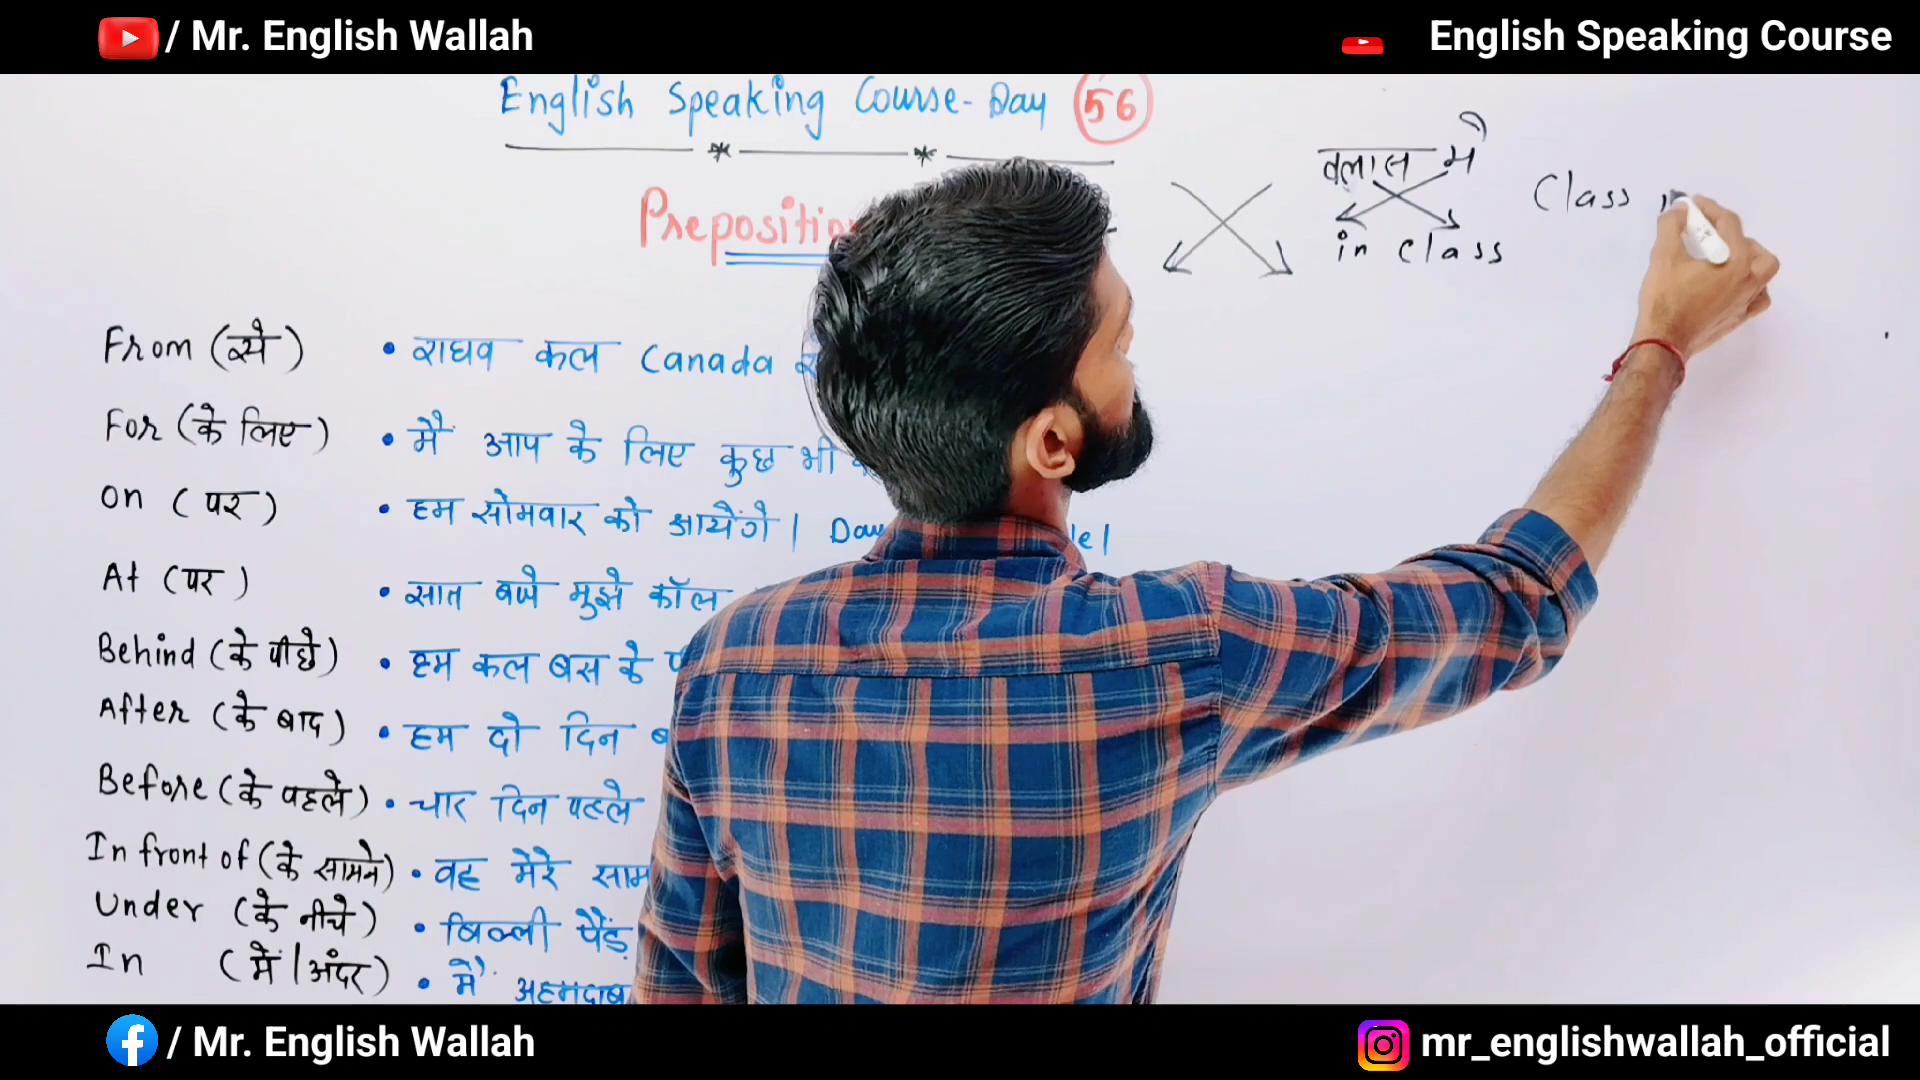 / Mr. English Wallah
English Speaking Course
English Speaking Course - Day 56
क्लास में
in class
Class
From (से) • राघव कल Canada
For (के लिए) • मैं आप के लिए कुछ भी
On (पर) • हम सोमवार को आयेंगे |
At (पर) • सात बजे मुझे कॉल
Behind (के पीछे) • हम कल बस के
After (के बाद) • हम दो दिन
Before (के पहले) • चार दिन पहले
In front of (के सामने) • वह मेरे
Under (के नीचे) • बिल्ली
In (में | अंदर) • मैं
/ Mr. English Wallah
mr_englishwallah_official